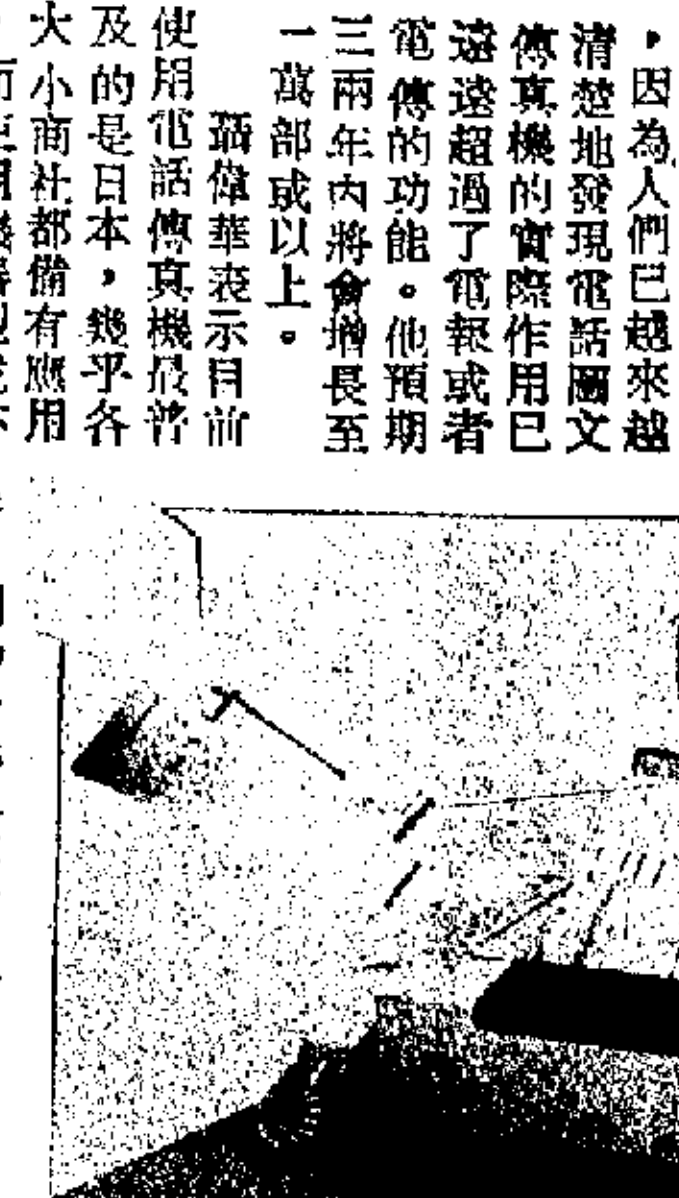 ，因為人們已越來越
清楚地發現電話圖文
傳真機的實際作用已
遠遠超過了電報或者
電傳的功能。他預期
三兩年內將會增長至
一萬部或以上。
聶偉華表示目前
使用電話傳真機最普
及的是日本，幾乎各
大小商社都備有應用